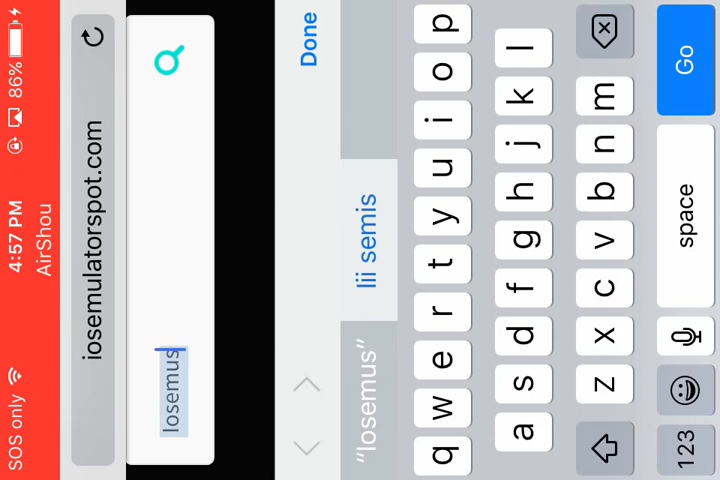 SOS only 4:57 PM 86%
AirShou
iosemulatorspot.com
Iosemus
Done
“Iosemus” Iii semis
q w e r t y u i o p
a s d f g h j k l
z x c v b n m
123 space Go